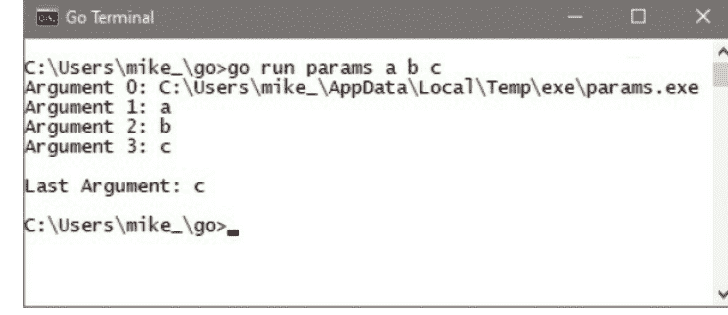 Go Terminal
C:\Users\mike_\go>go run params a b c
Argument 0: C:\Users\mike_\AppData\Local\Temp\exe\params.exe
Argument 1: a
Argument 2: b
Argument 3: c
Last Argument: c
C:\Users\mike_\go>